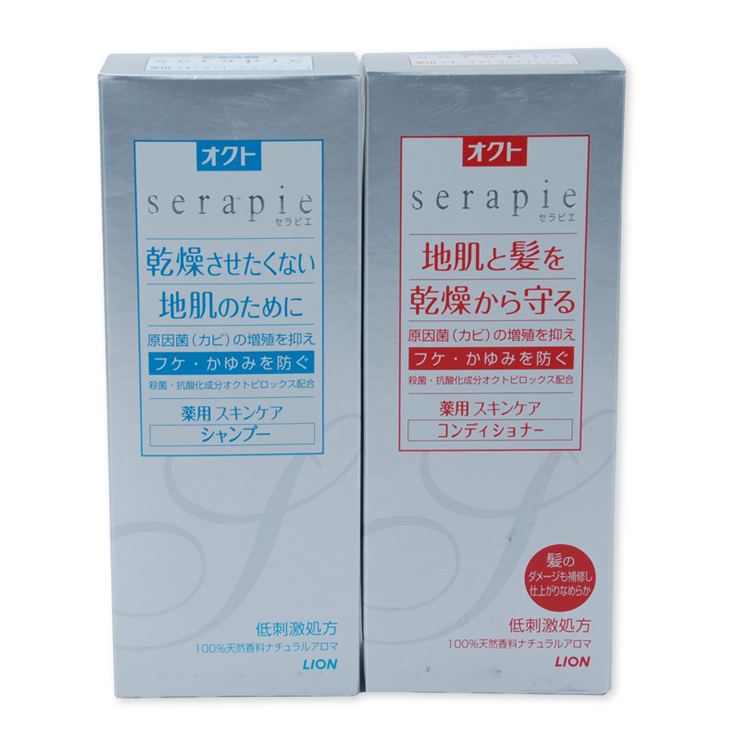 serapie
オクト
serapie
セラピエ
乾燥させたくない
地肌のために
原因菌（カビ）の増殖を抑え
フケ・かゆみを防ぐ
殺菌・抗酸化成分オクトピロックス配合
薬用 スキンケア
シャンプー
低刺激処方
100%天然香料ナチュラルアロマ
LION
serapie
オクト
serapie
セラピエ
地肌と髪を
乾燥から守る
原因菌（カビ）の増殖を抑え
フケ・かゆみを防ぐ
殺菌・抗酸化成分オクトピロックス配合
薬用 スキンケア
コンディショナー
髪の
ダメージも補修し
仕上がりなめらか
低刺激処方
100%天然香料ナチュラルアロマ
LION